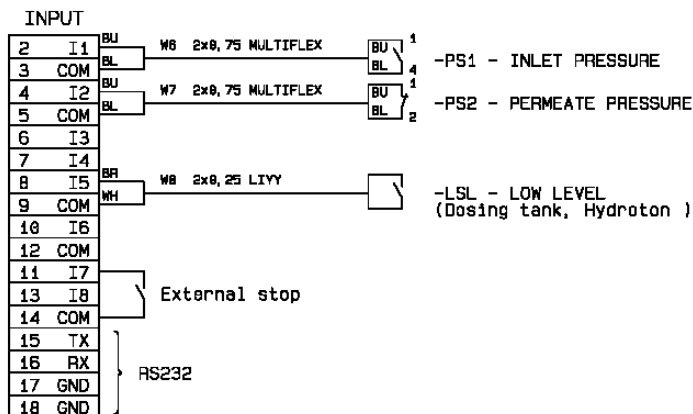 INPUT
2 I1 BU W6 2x0,75 MULTIFLEX BU 1
3 COM BL BL 4 -PS1 - INLET PRESSURE
4 I2 BU W7 2x0,75 MULTIFLEX BU 1
5 COM BL BL 2 -PS2 - PERMEATE PRESSURE
6 I3
7 I4
8 I5 BR W8 2x0,25 LIYY
9 COM WH -LSL - LOW LEVEL
(Dosing tank, Hydroton )
10 I6
12 COM
11 I7
13 I8 External stop
14 COM
15 TX
16 RX
17 GND RS232
18 GND